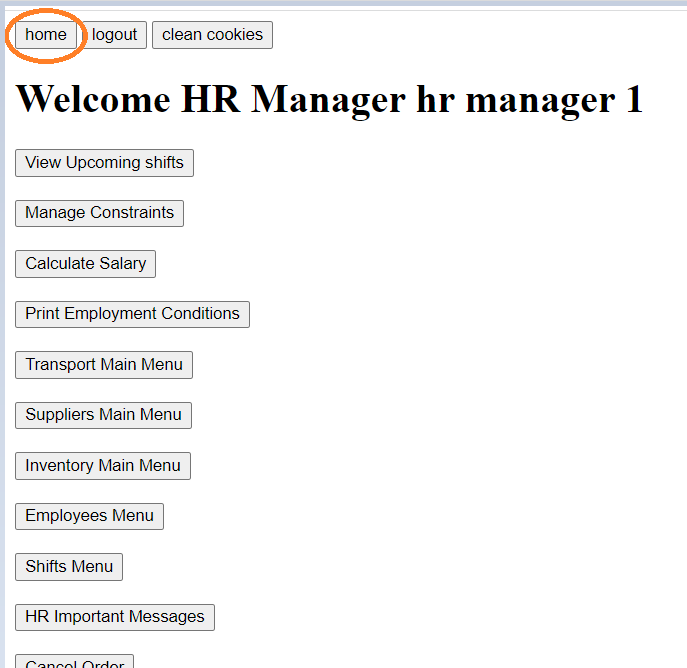 home logout clean cookies
Welcome HR Manager hr manager 1
View Upcoming shifts
Manage Constraints
Calculate Salary
Print Employment Conditions
Transport Main Menu
Suppliers Main Menu
Inventory Main Menu
Employees Menu
Shifts Menu
HR Important Messages
Cancel Order